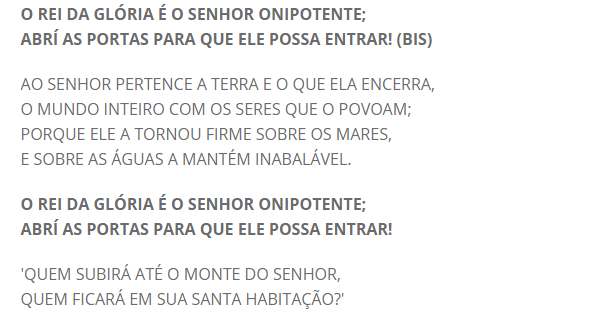 O REI DA GLÓRIA É O SENHOR ONIPOTENTE;
ABRÍ AS PORTAS PARA QUE ELE POSSA ENTRAR! (BIS)
AO SENHOR PERTENCE A TERRA E O QUE ELA ENCERRA,
O MUNDO INTEIRO COM OS SERES QUE O POVOAM;
PORQUE ELE A TORNOU FIRME SOBRE OS MARES,
E SOBRE AS ÁGUAS A MANTÉM INABALÁVEL.
O REI DA GLÓRIA É O SENHOR ONIPOTENTE;
ABRÍ AS PORTAS PARA QUE ELE POSSA ENTRAR!
'QUEM SUBIRÁ ATÉ O MONTE DO SENHOR,
QUEM FICARÁ EM SUA SANTA HABITAÇÃO?'